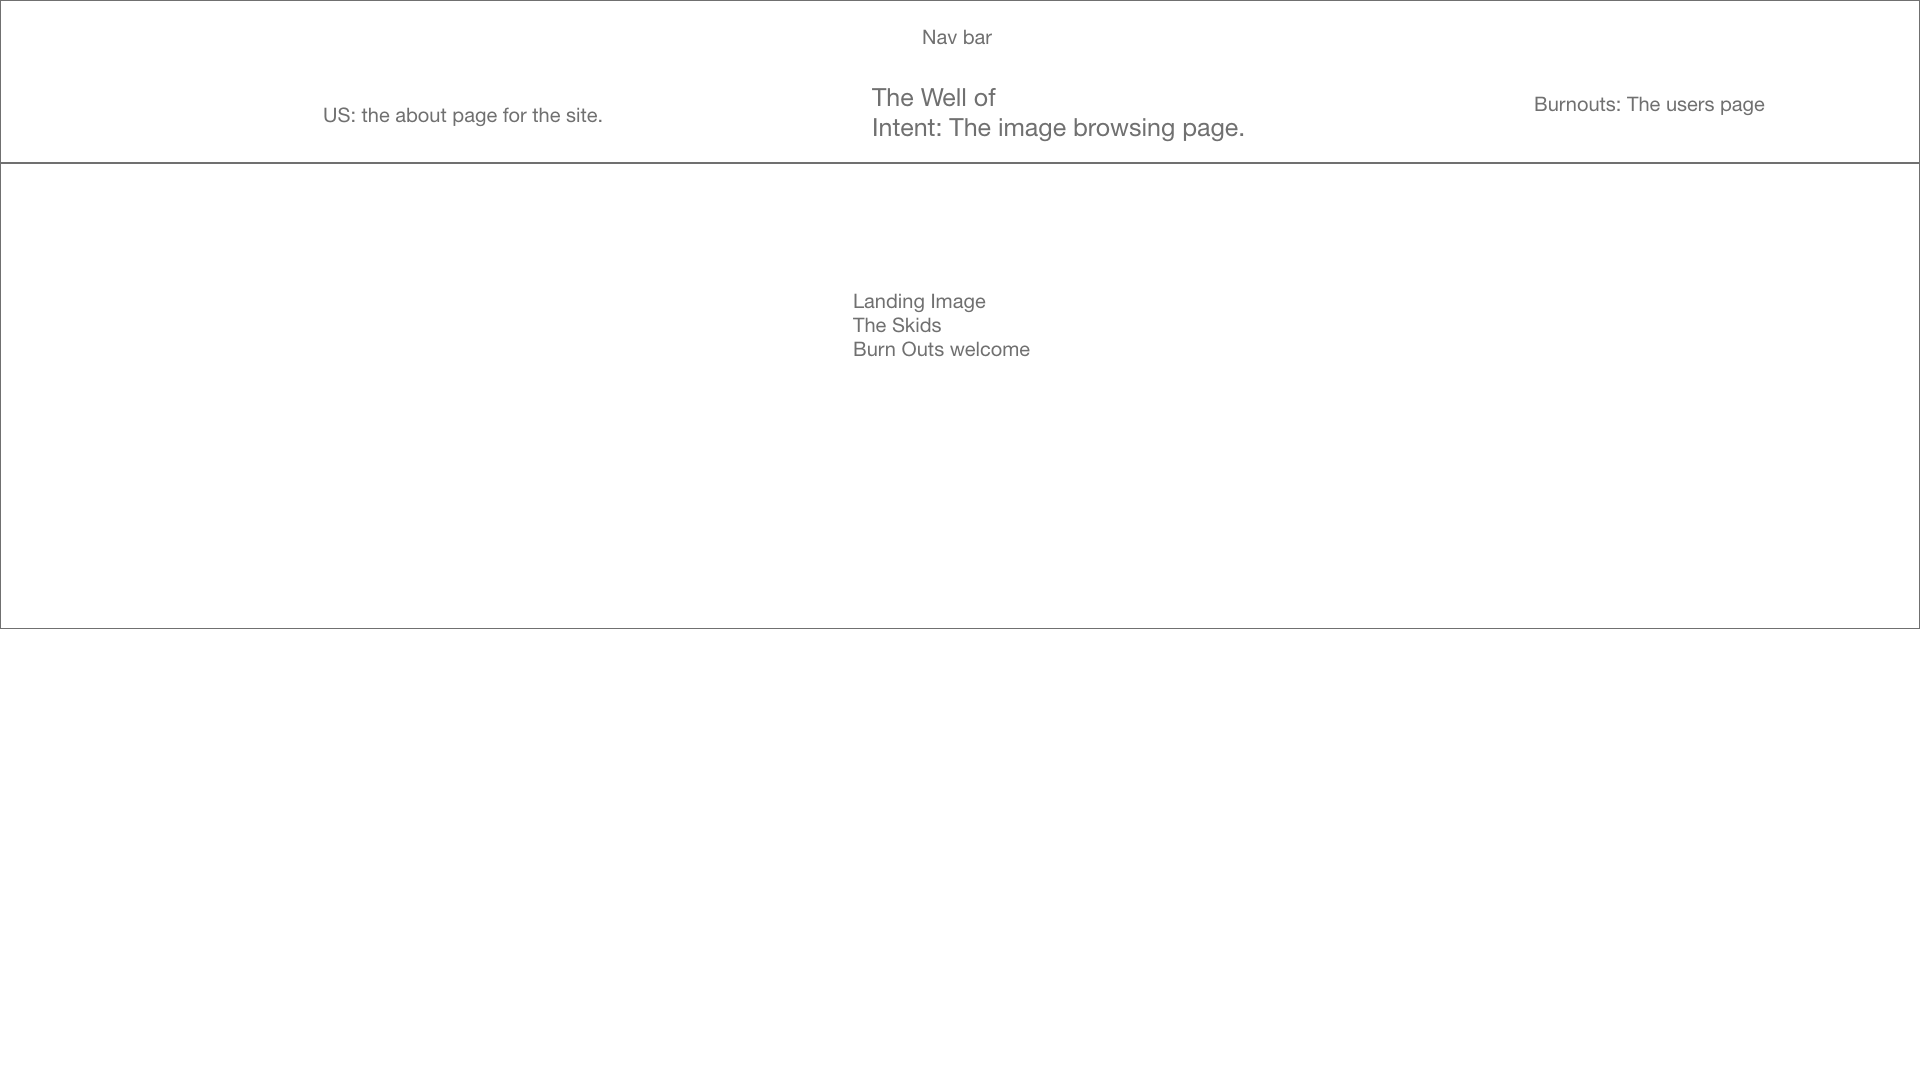 Nav bar
US: the about page for the site.
The Well of
Intent: The image browsing page.
Burnouts: The users page
Landing Image
The Skids
Burn Outs welcome